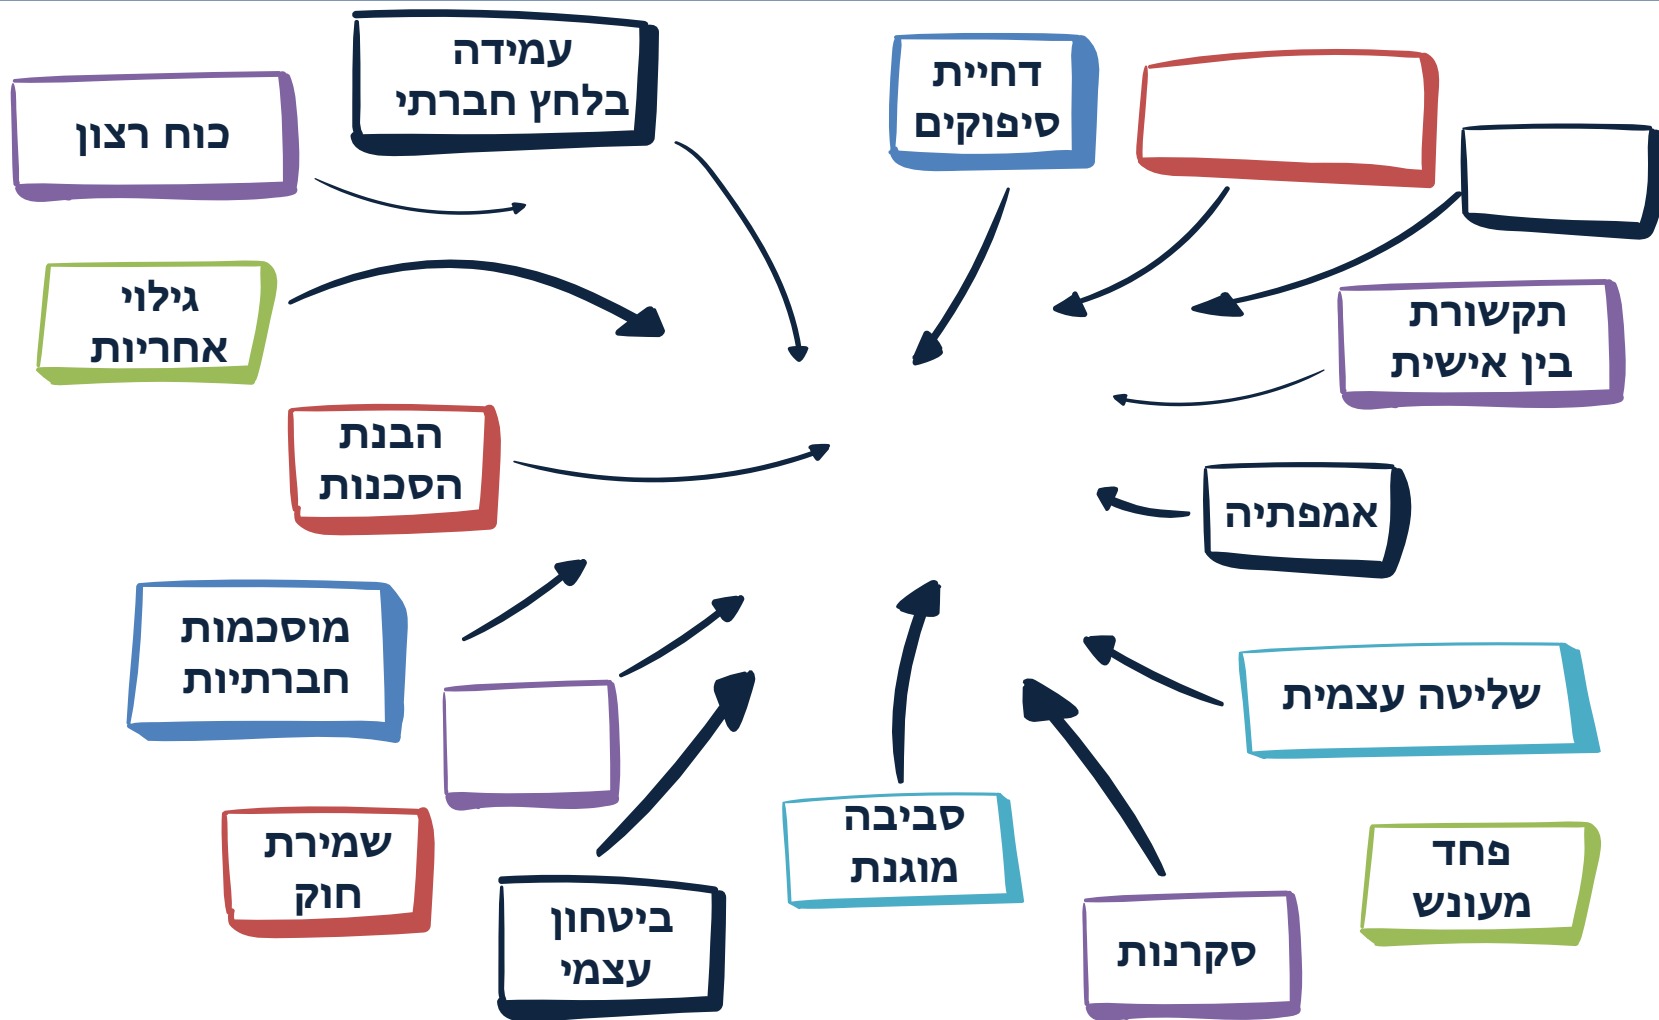 עמידה
בלחץ חברתי
דחיית
סיפוקים
כוח רצון
גילוי
אחריות
תקשורת
בין אישית
הבנת
הסכנות
אמפתיה
מוסכמות
חברתיות
שליטה עצמית
שמירת
חוק
סביבה
מוגנת
פחד
מעונש
ביטחון
עצמי
סקרנות